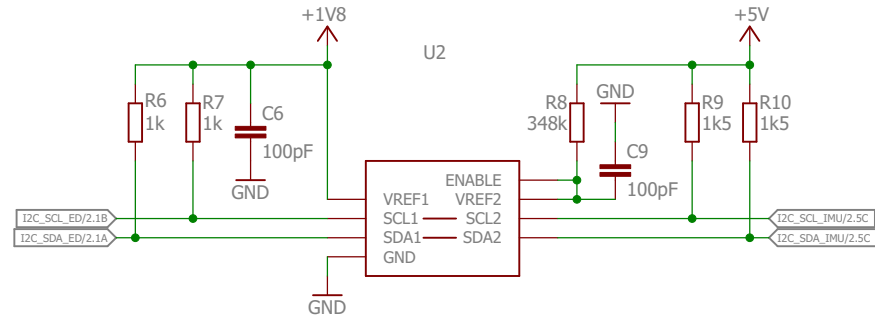 +1V8
+5V
U2
R6
1k
R7
1k
C6
100pF
GND
R8
348k
GND
C9
100pF
R9
1k5
R10
1k5
ENABLE
VREF1
VREF2
I2C_SCL_ED/2.1B
SCL1
SCL2
I2C_SCL_IMU/2.5C
I2C_SDA_ED/2.1A
SDA1
SDA2
I2C_SDA_IMU/2.5C
GND
GND